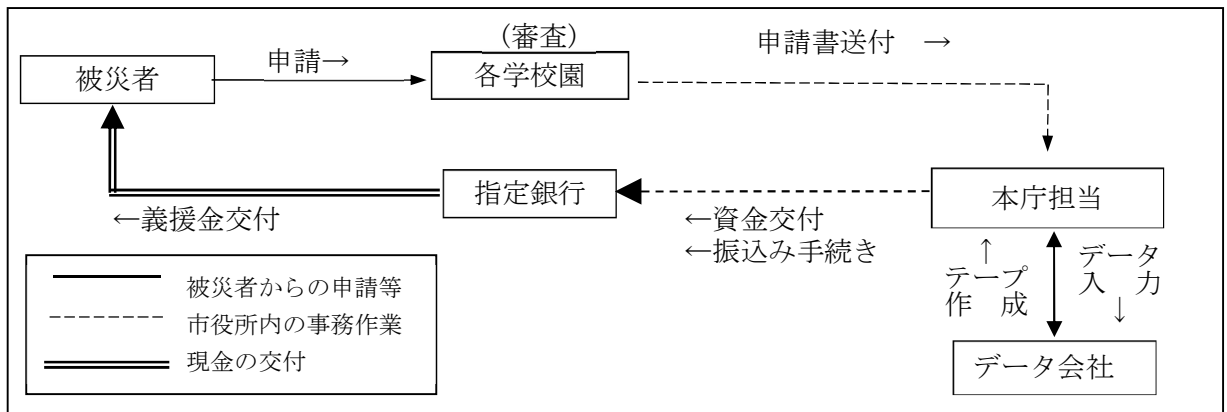 （審査）
申請書送付　→
申請→
被災者
各学校園
指定銀行
本庁担当
←義援金交付
←資金交付
←振込み手続き
↑
テープ
作　成
データ
入　力
↓
データ会社
被災者からの申請等
市役所内の事務作業
現金の交付